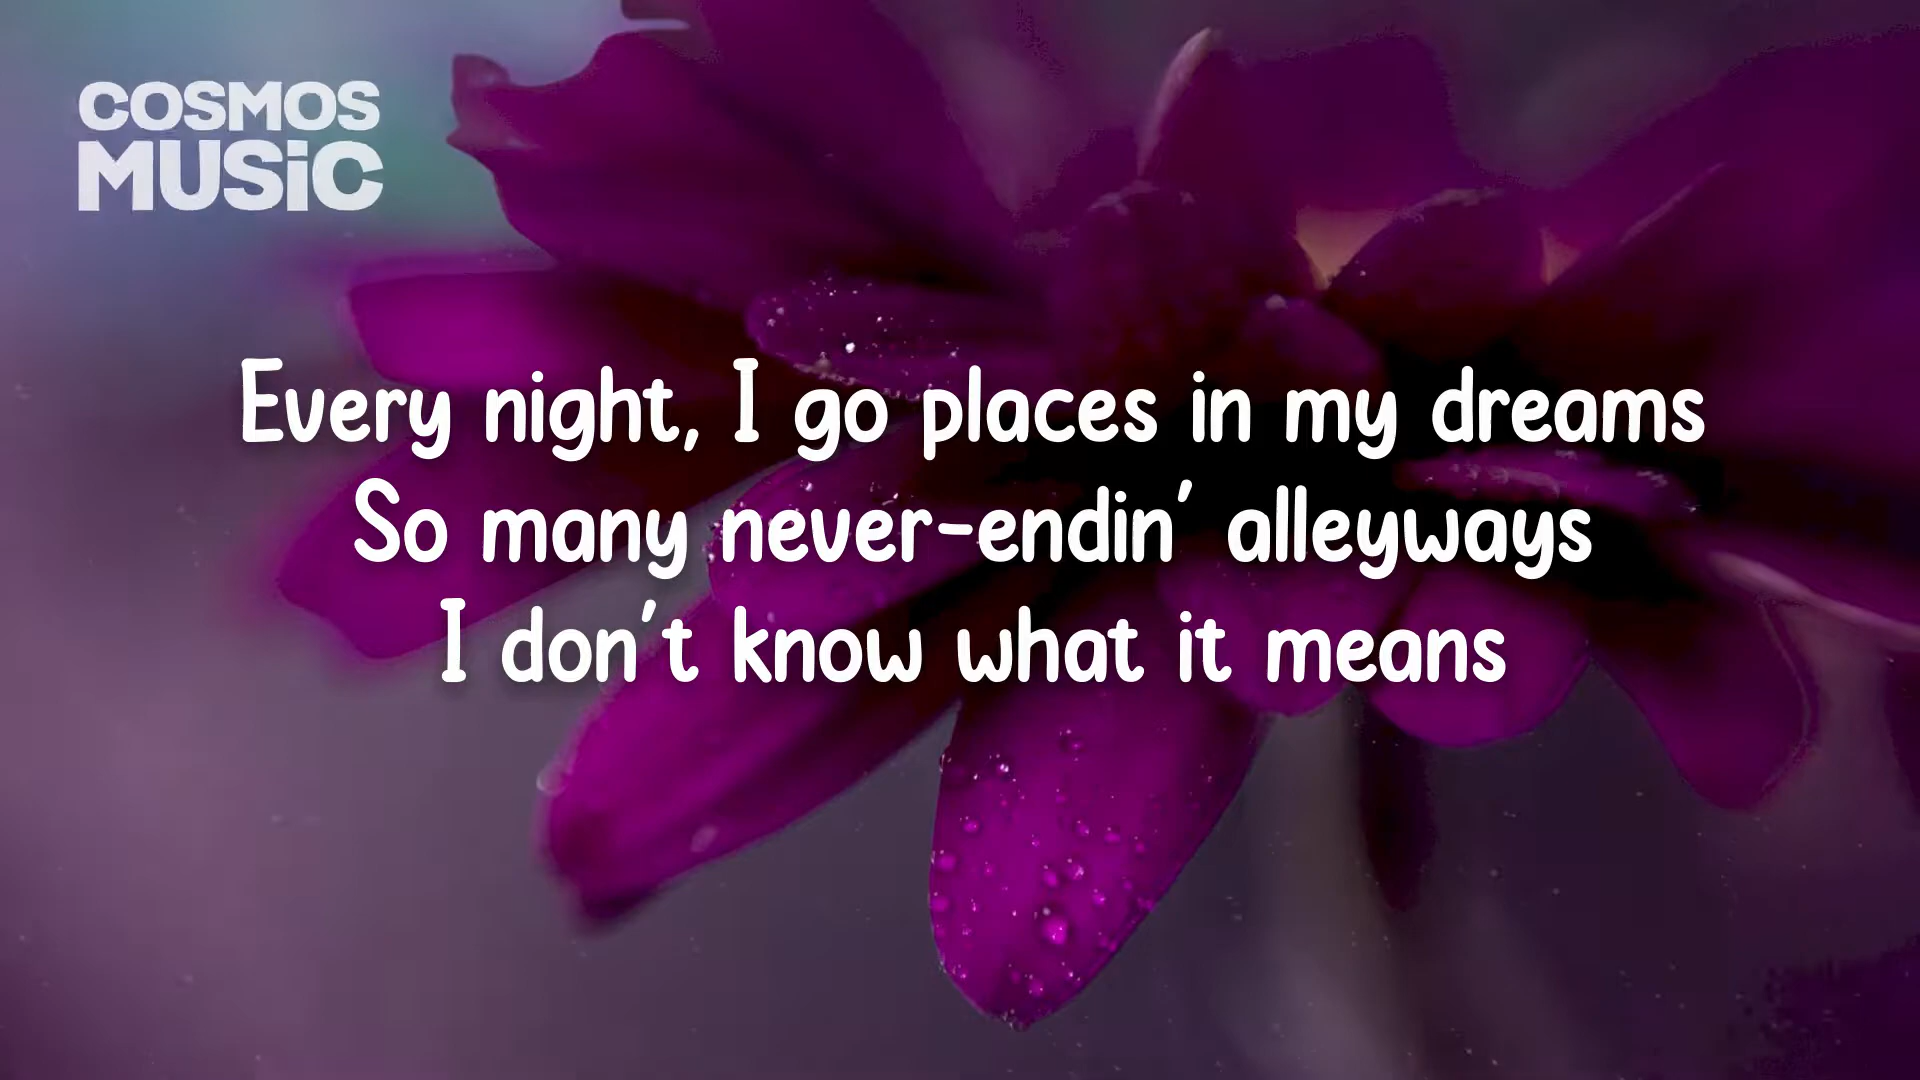 COSMOS
MUSiC
Every night, I go places in my dreams
So many never-endin' alleyways
I don't know what it means